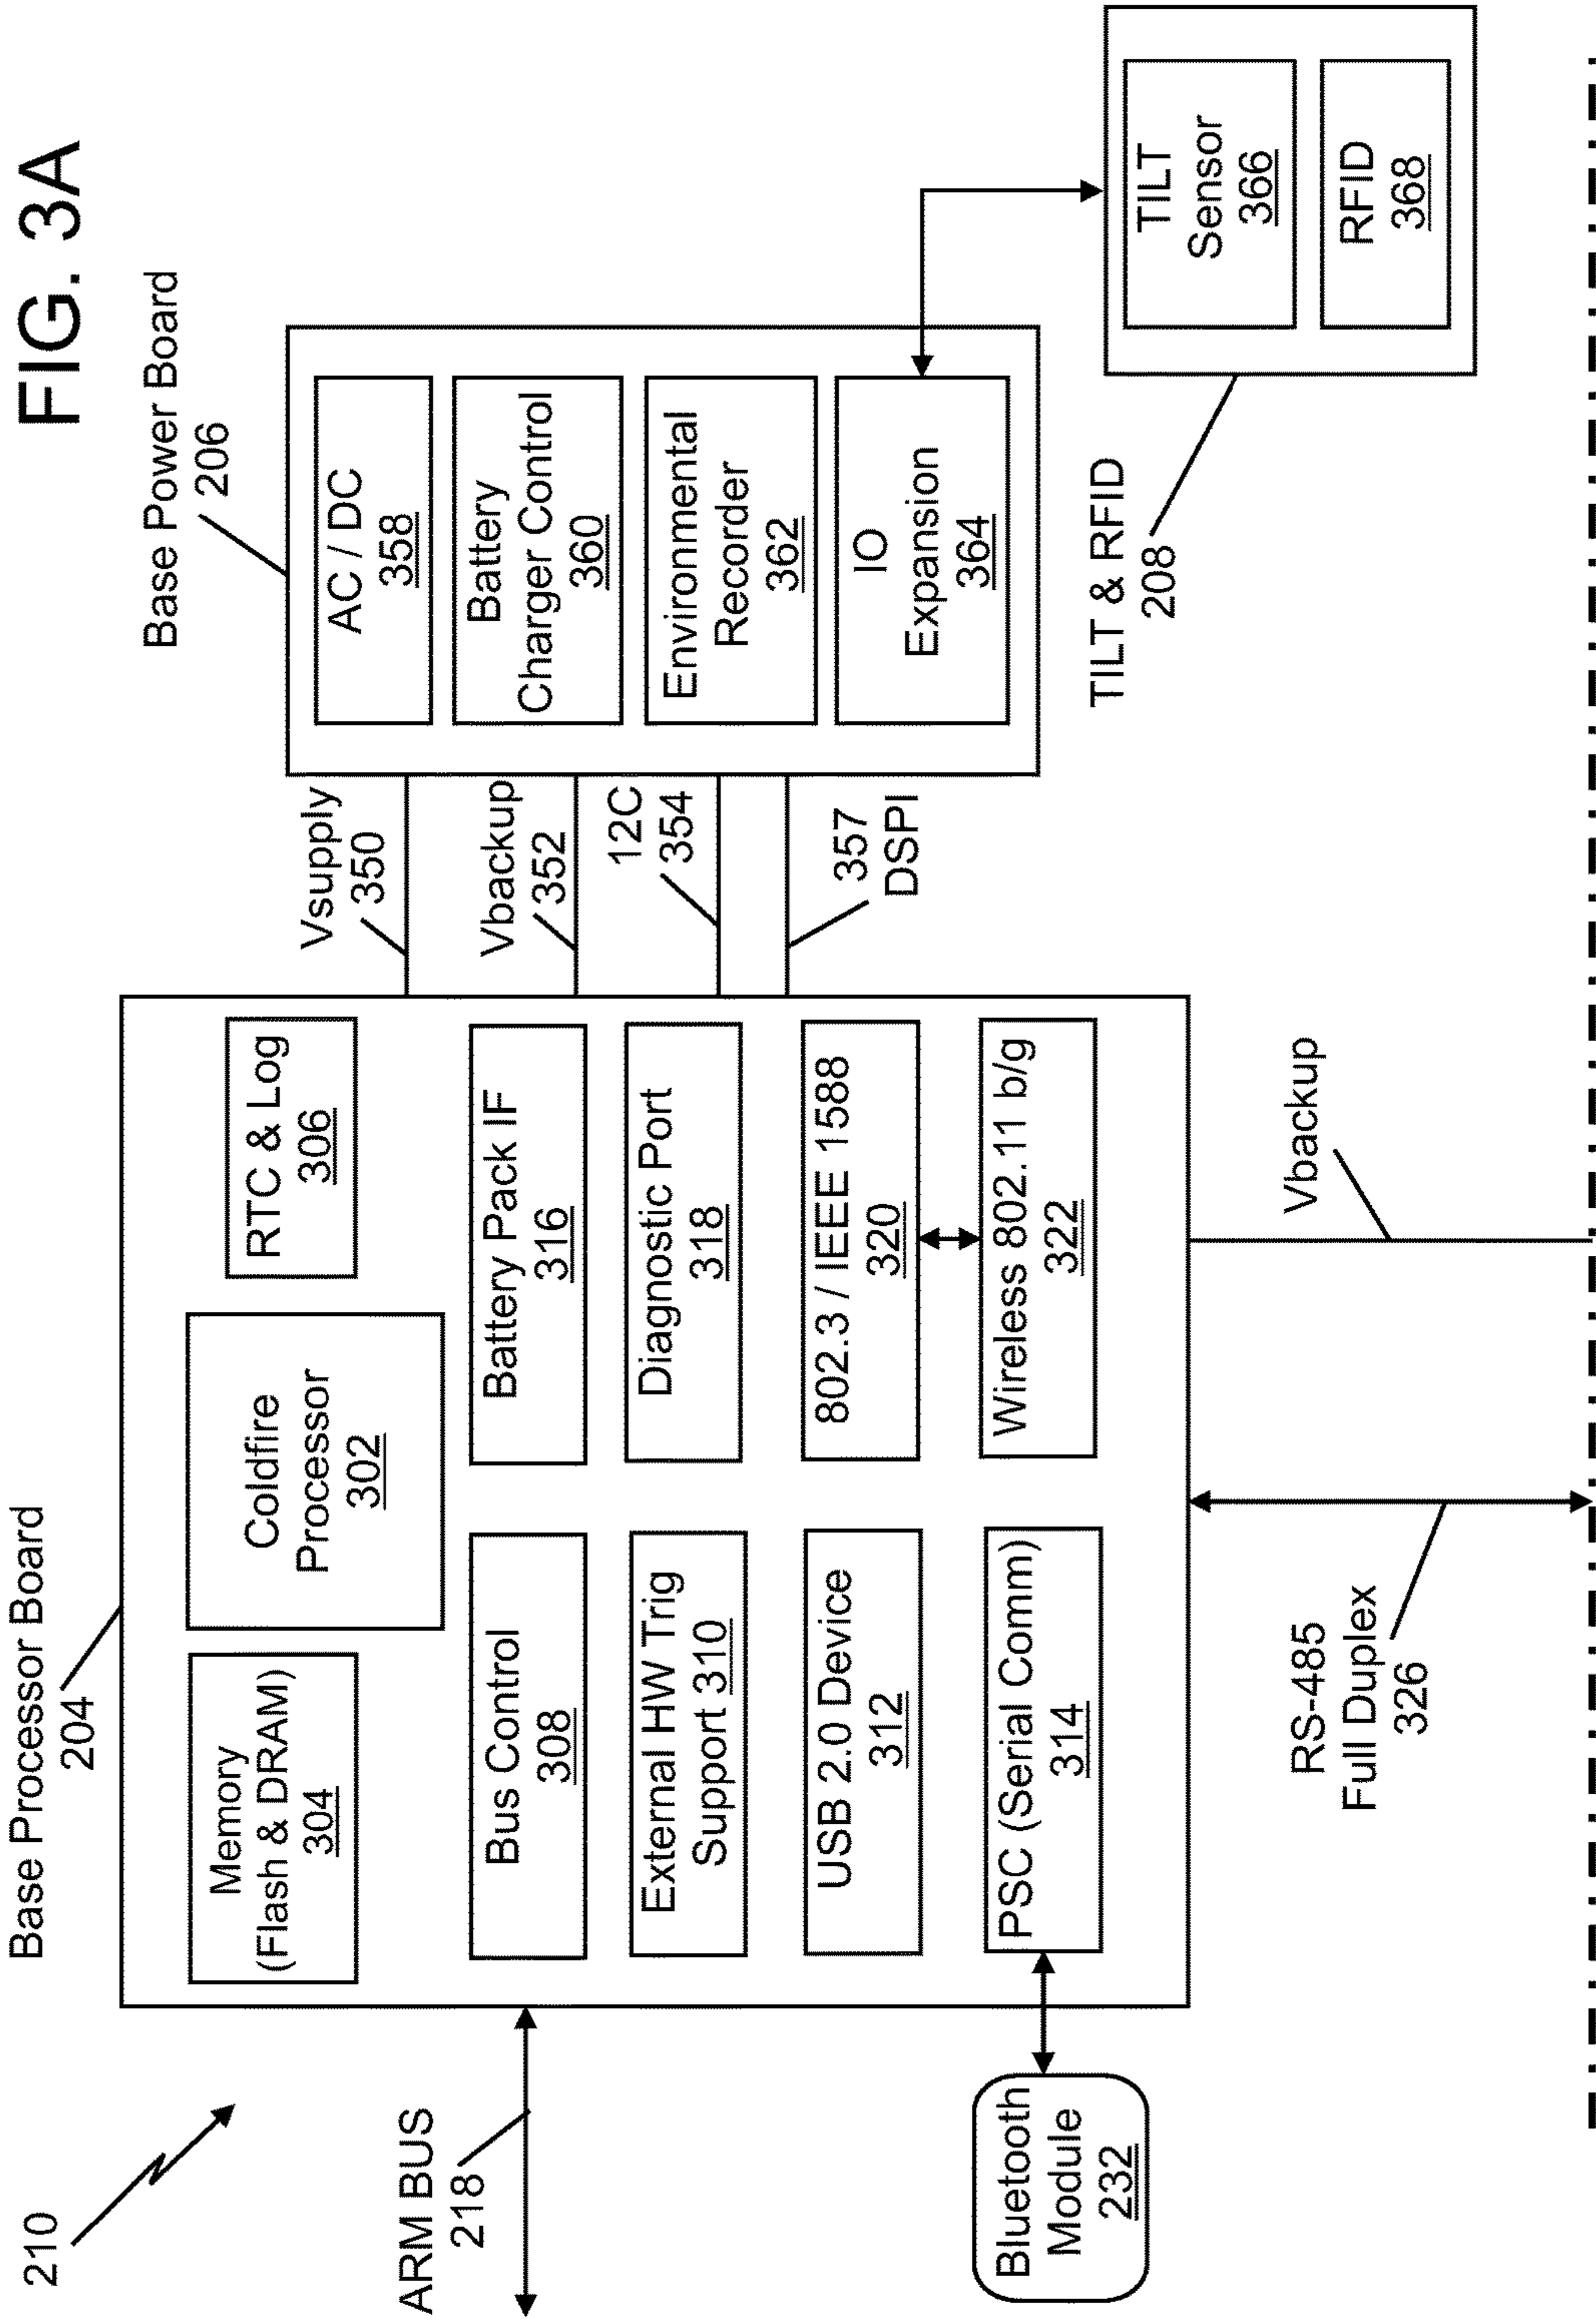 FIG. 3A
210
Base Processor Board
204
Memory
(Flash & DRAM)
304
Coldfire
Processor
302
RTC & Log
306
Bus Control
308
Battery Pack IF
316
External HW Trig
Support 310
Diagnostic Port
318
USB 2.0 Device
312
802.3 / IEEE 1588
320
PSC (Serial Comm)
314
Wireless 802.11 b/g
322
ARM BUS
218
Bluetooth
Module
232
RS-485
Full Duplex
326
Vbackup
Vsupply
350
Vbackup
352
12C
354
357
DSPI
Base Power Board
206
AC / DC
358
Battery
Charger Control
360
Environmental
Recorder
362
IO
Expansion
364
TILT & RFID
208
TILT
Sensor
366
RFID
368